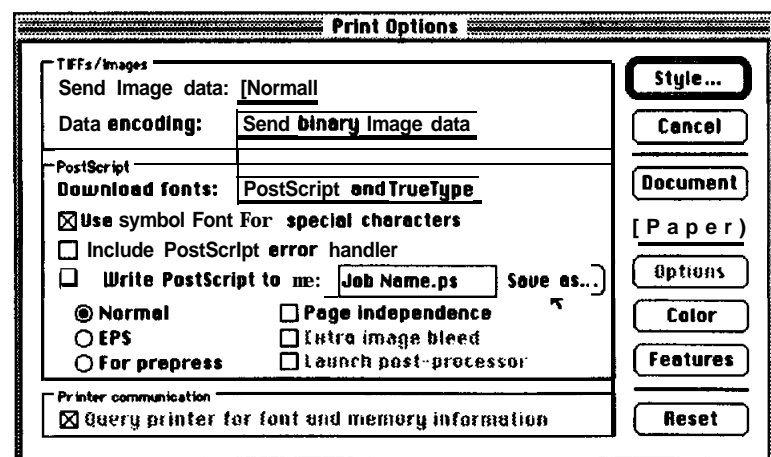 Print Options
TIFFs/Images
Send Image data: [Normall
Style...
Data encoding: Send binary Image data
Cancel
PostScript
Download fonts: PostScript and TrueType
Document
Use symbol Font For special characters
[Paper)
Include PostScrIpt error handler
Write PostScript to me: Job Name.ps Save as...)
Options
Normal Page independence
Color
EPS Extra image bleed
For prepress Launch post-processor
Features
Printer communication
Query printer for font and memory information
Reset